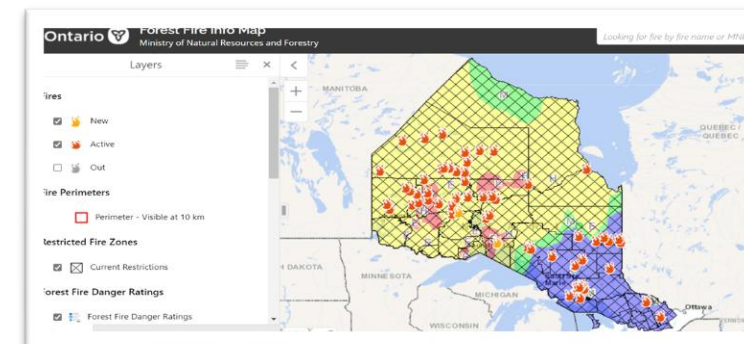 Ontario
Forest Fire Info Map
Ministry of Natural Resources and Forestry
Looking for fire by fire name or MNR
Layers
ires
New
Active
Out
ire Perimeters
Perimeter - Visible at 10 km
Restricted Fire Zones
Current Restrictions
orest Fire Danger Ratings
Forest Fire Danger Ratings
MANITOBA
QUEBEC /
QUÉBEC
DAKOTA
MINNESOTA
MICHIGAN
WISCONSIN
Ottawa